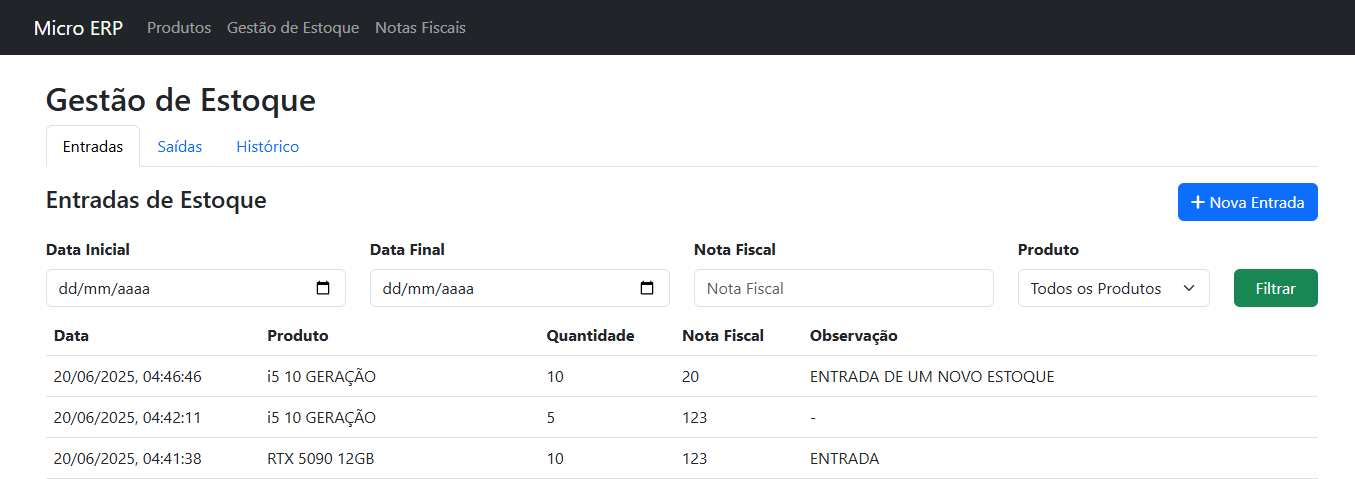 Micro ERP Produtos Gestão de Estoque Notas Fiscais
Gestão de Estoque
Entradas Saídas Histórico
Entradas de Estoque
+ Nova Entrada
Data Inicial Data Final Nota Fiscal Produto
dd/mm/aaaa dd/mm/aaaa Nota Fiscal Todos os Produtos Filtrar
Data Produto Quantidade Nota Fiscal Observação
20/06/2025, 04:46:46 i5 10 GERAÇÃO 10 20 ENTRADA DE UM NOVO ESTOQUE
20/06/2025, 04:42:11 i5 10 GERAÇÃO 5 123 -
20/06/2025, 04:41:38 RTX 5090 12GB 10 123 ENTRADA